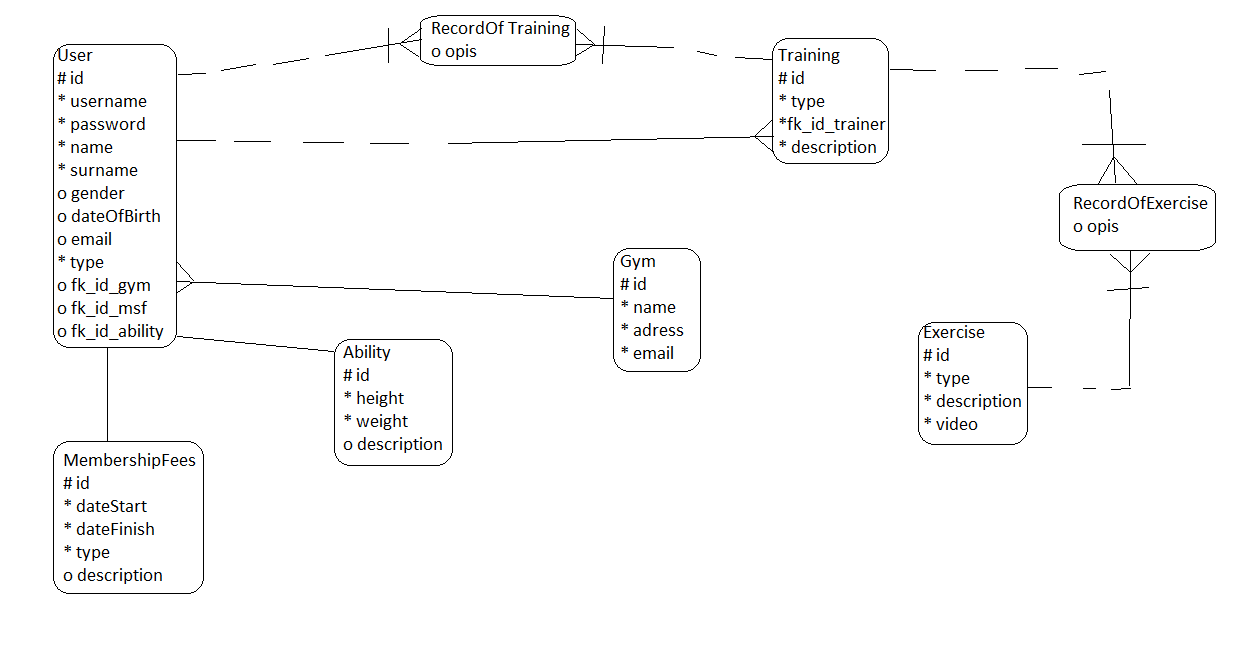 User
# id
* username
* password
* name
* surname
o gender
o dateOfBirth
o email
* type
o fk_id_gym
o fk_id_msf
o fk_id_ability
RecordOf Training
o opis
Training
# id
* type
*fk_id_trainer
* description
RecordOfExercise
o opis
Gym
# id
* name
* adress
* email
Exercise
# id
* type
* description
* video
Ability
# id
* height
* weight
o description
MembershipFees
# id
* dateStart
* dateFinish
* type
o description